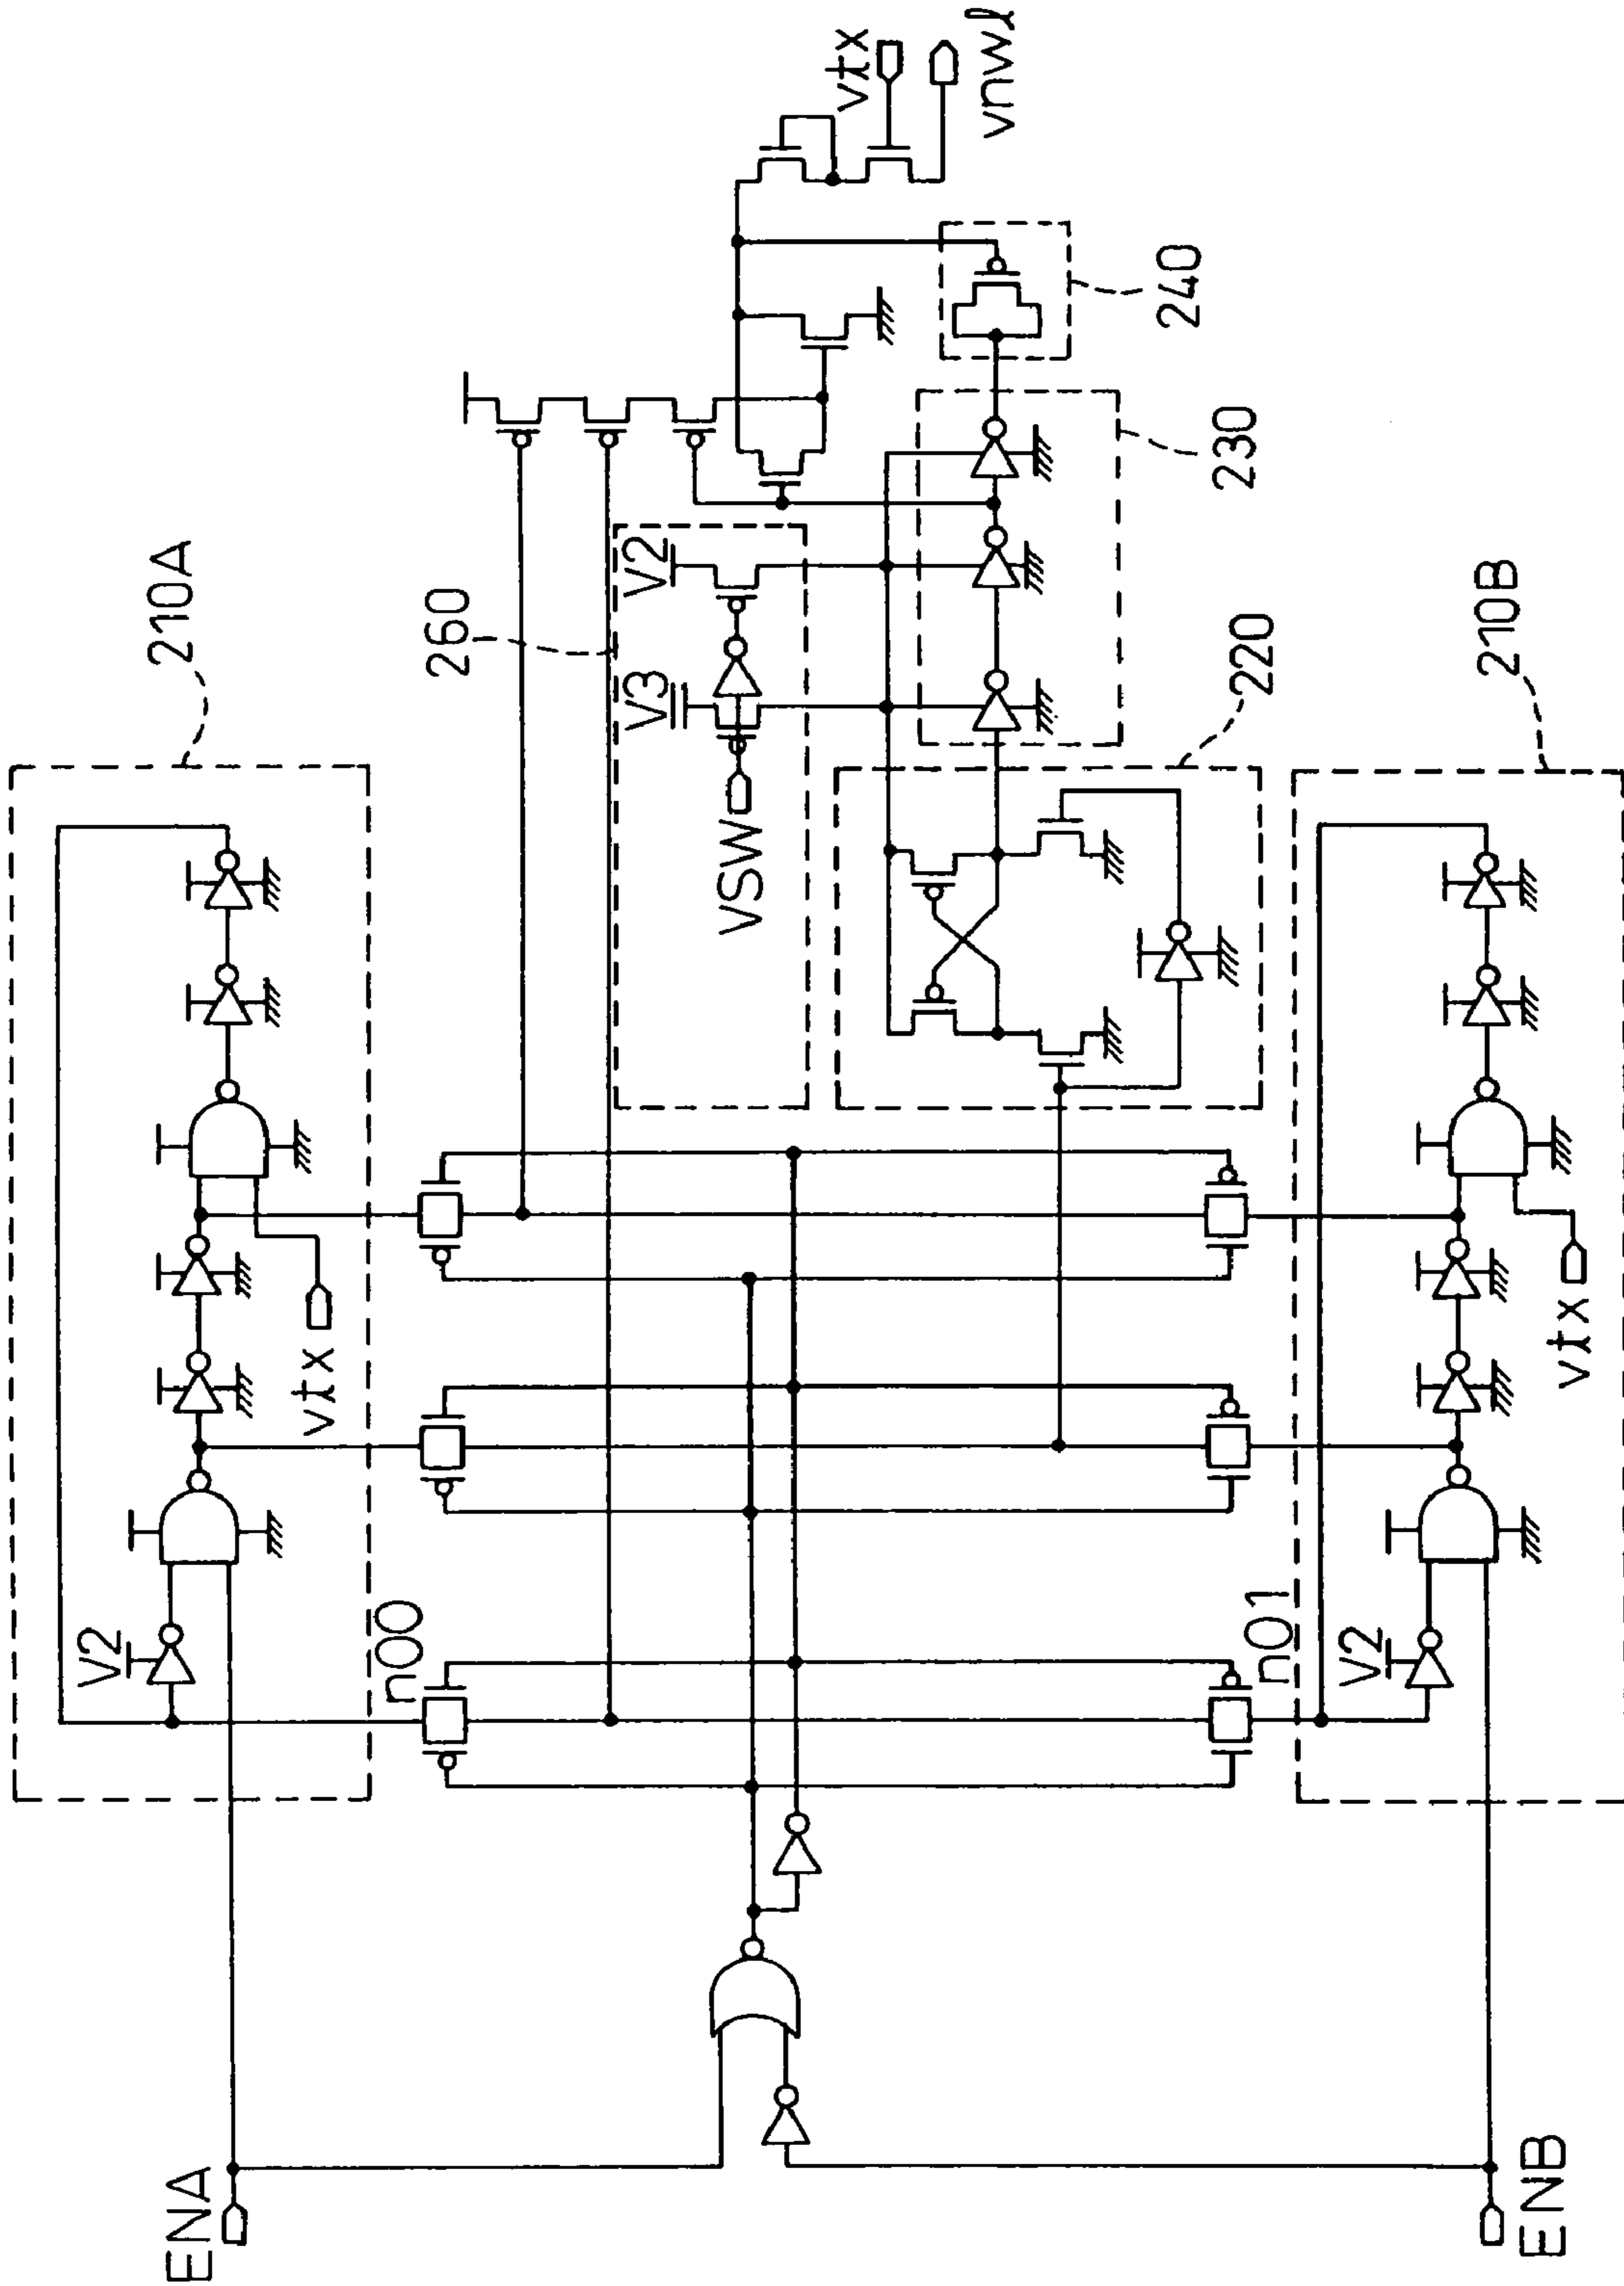 210A
V2
vtx
n00
ENA
260
V3
V2
VSW
vtx
vnwl
240
230
220
210B
n01
V2
vtx
ENB